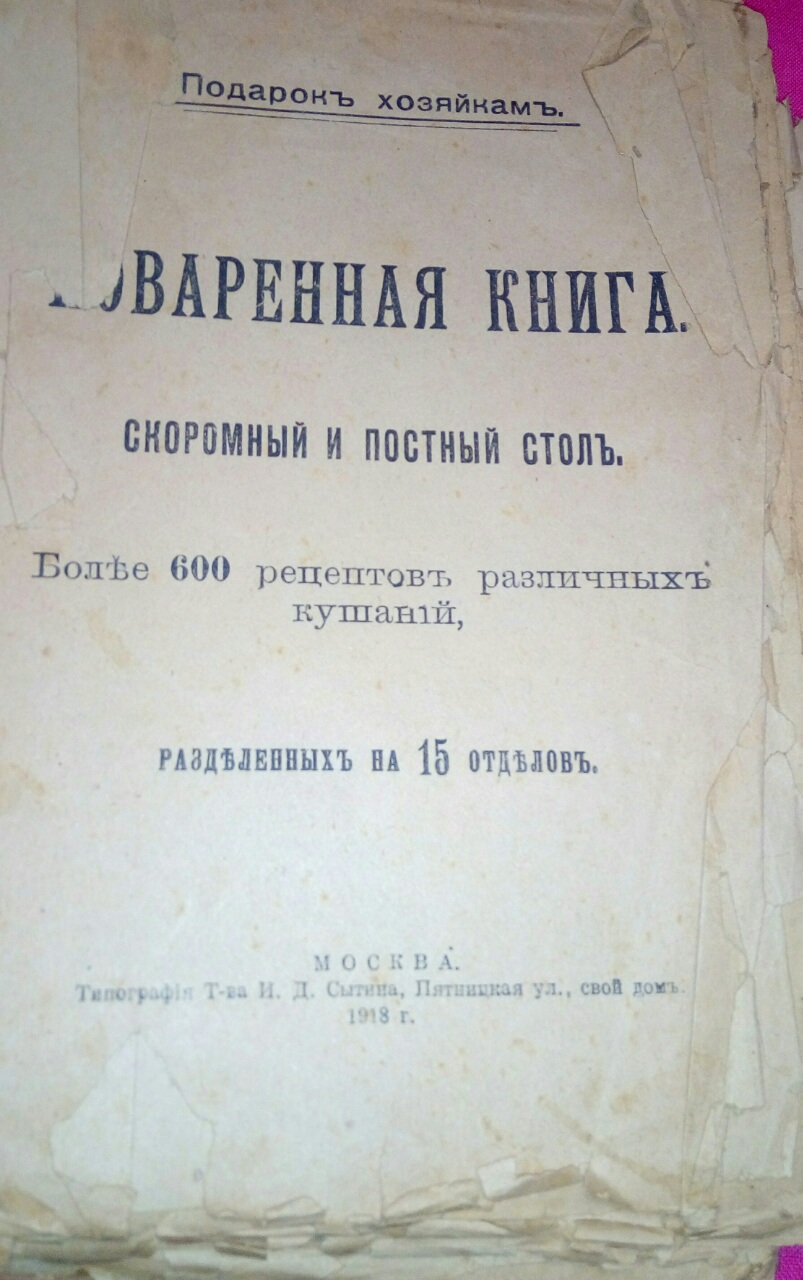 Подарокъ хозяйкамъ.
ПОВАРЕННАЯ КНИГА.
СКОРОМНЫЙ И ПОСТНЫЙ СТОЛЪ.
Болѣе 600 рецептовъ различныхъ
кушаній,
РАЗДѢЛЕННЫХЪ НА 15 ОТДѢЛОВЪ.
МОСКВА.
Типографія Т-ва И. Д. Сытина, Пятницкая ул., свой домъ.
1918 г.